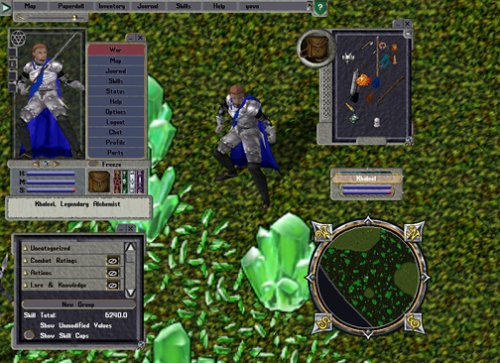 Map Paperdoll Inventory Journal Skills Help
?
War
Map
Journal
Skills
Status
Help
Options
Logout
Chat
Profile
Party
Freeze
H:
M:
S:
Khaleel, Legendary Alchemist
Khaleel
Uncategorized
Combat Ratings
Actions
Lore & Knowledge
New Group
Skill Total: 6240.0
Show Unmodified Values
Show Skill Caps